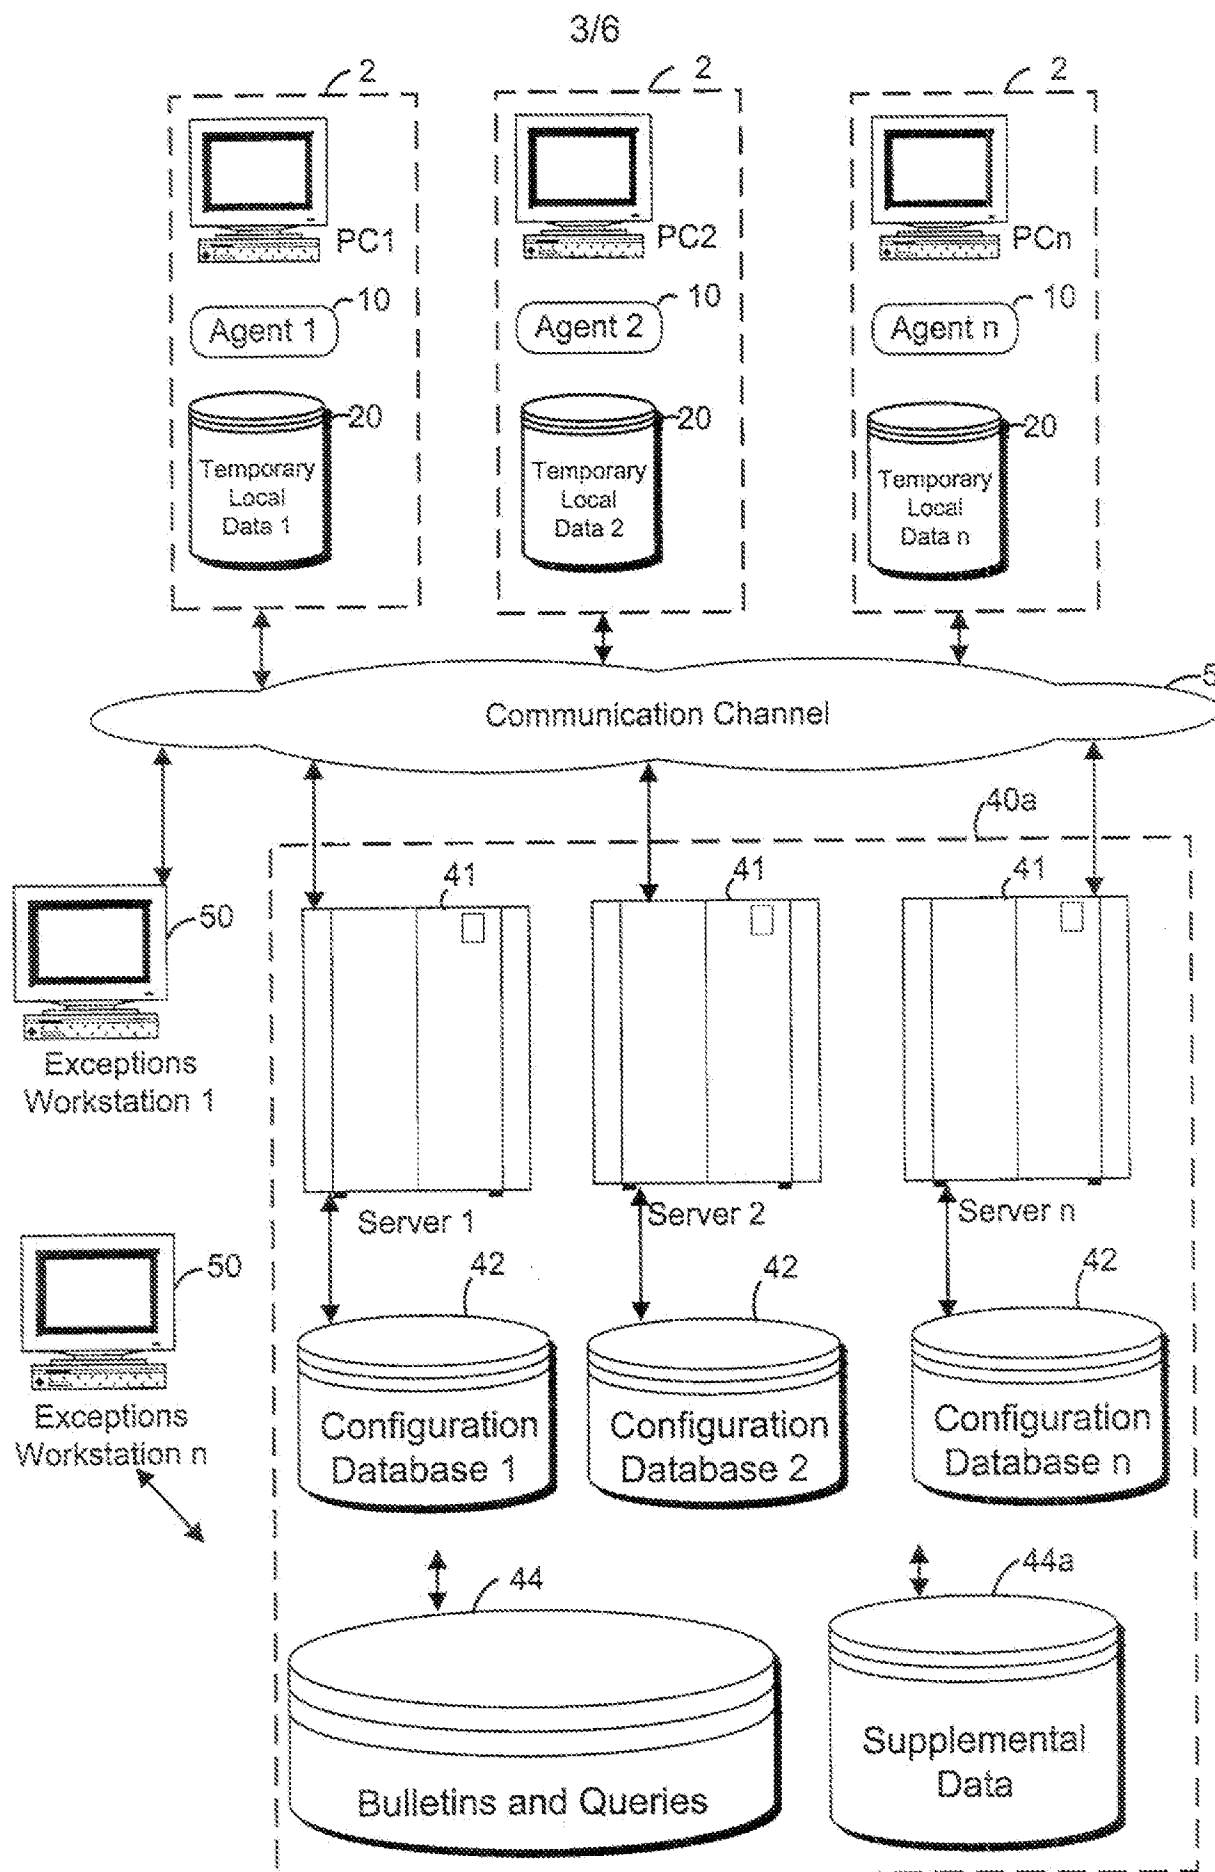 3/6
2
2
2
PC1
PC2
PCn
10
10
10
Agent 1
Agent 2
Agent n
20
20
20
Temporary
Local
Data 1
Temporary
Local
Data 2
Temporary
Local
Data n
5
Communication Channel
40a
41
41
41
50
Exceptions
Workstation 1
Server 1
Server 2
Server n
50
42
42
42
Exceptions
Workstation n
Configuration
Database 1
Configuration
Database 2
Configuration
Database n
44
44a
Bulletins and Queries
Supplemental
Data